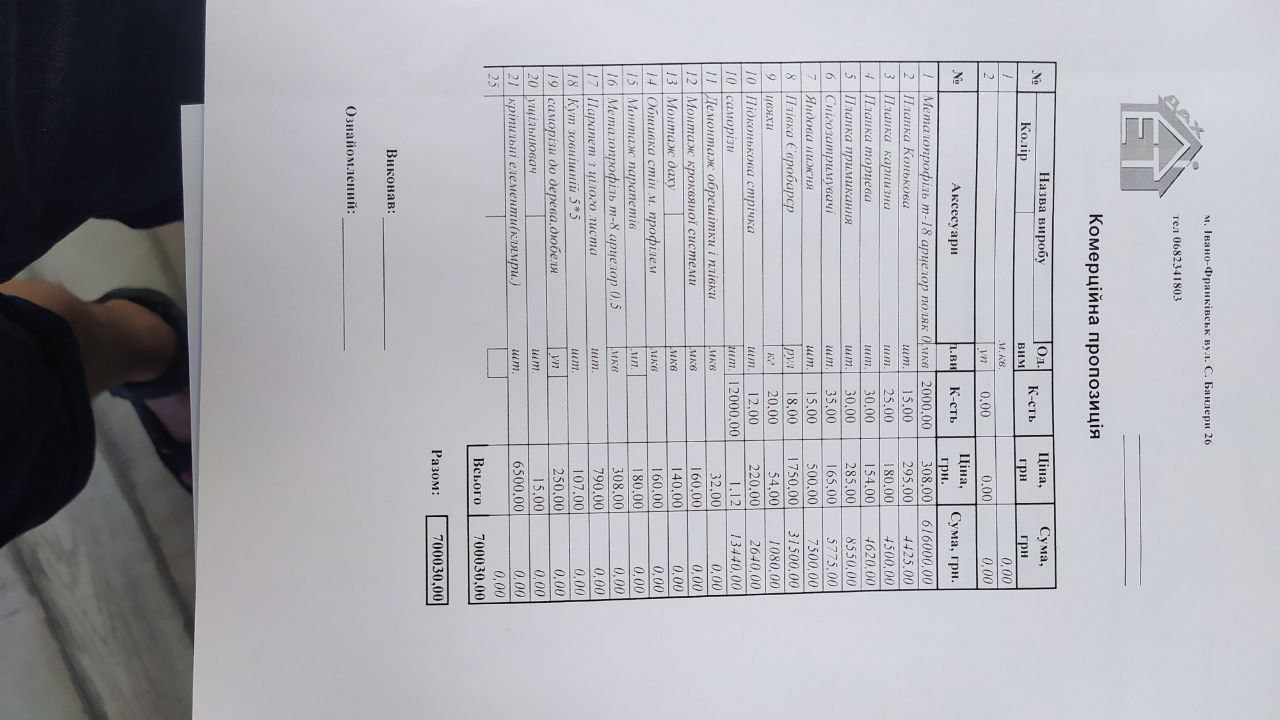 ДАХ
ЕТ
м. Івано-Франківськ вул. С. Бандери 26
тел 0682341803
Комерційна пропозиція
№ Назва виробу Од. вим К-сть Ціна, грн Сума, грн
Колір
1 м.кв. 0,00
2 уп 0,00 0,00 0,00
№ Аксесуари д.ви К-сть Ціна, грн. Сума, грн.
1 Металопрофіль т-18 арцелор поляк 0, мкв 2000,00 308,00 616000,00
2 Планка Конькова шт. 15,00 295,00 4425,00
3 Планка карнизна шт. 25,00 180,00 4500,00
4 Планка торцева шт. 30,00 154,00 4620,00
5 Планка примикання шт. 30,00 285,00 8550,00
6 Снігозатримувачі шт. 35,00 165,00 5775,00
7 Яндова нижня шт. 15,00 500,00 7500,00
8 Плівка Євробарєр рул 18,00 1750,00 31500,00
9 цвяхи кг 20,00 54,00 1080,00
10 Підконькова стрічка шт. 12,00 220,00 2640,00
10 саморізи шт. 12000,00 1,12 13440,00
11 Демонтаж обрешітки і плівки мкв 32,00 0,00
12 Монтаж кроквяної системи мкв 160,00 0,00
13 Монтаж даху мкв 140,00 0,00
14 Обшивка стін м. профілем мкв 160,00 0,00
15 Монтаж парапетів мп. 180,00 0,00
16 Металопрофіль т-8 арцелор 0,5 мкв 308,00 0,00
17 Парапет з цілого листа шт. 790,00 0,00
18 Кут зовнішній 5*5 шт. 107,00 0,00
19 саморізи до дерева,дюбеля уп 250,00 0,00
20 ущільнювач шт 15,00 0,00
21 кртильні елементи(клямри,) шт. 6500,00 0,00
25 0,00
Всього 700030,00
Разом: 700030,00
Виконав:
Ознайомлений: